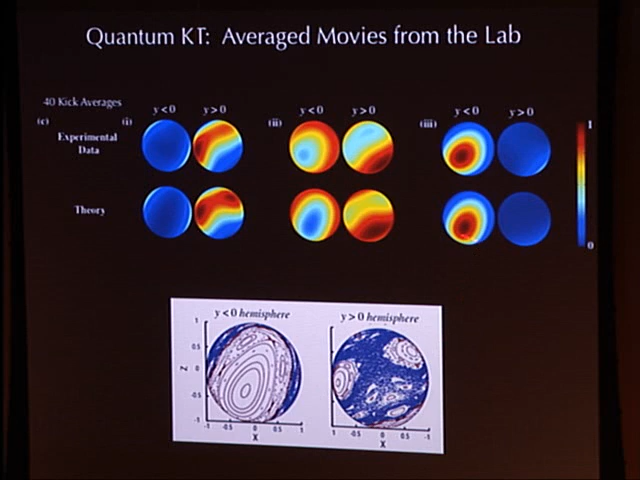 Quantum KT: Averaged Movies from the Lab
40 Kick Averages
(c)
(i)
y < 0 y > 0
(ii)
y < 0 y > 0
(iii)
y < 0 y > 0
1
Experimental
Data
Theory
0
y < 0 hemisphere
y > 0 hemisphere
1
0.5
Z 0
-0.5
-1
-1 -0.5 0 0.5 1
X
1 0.5 0 -0.5 -1
X